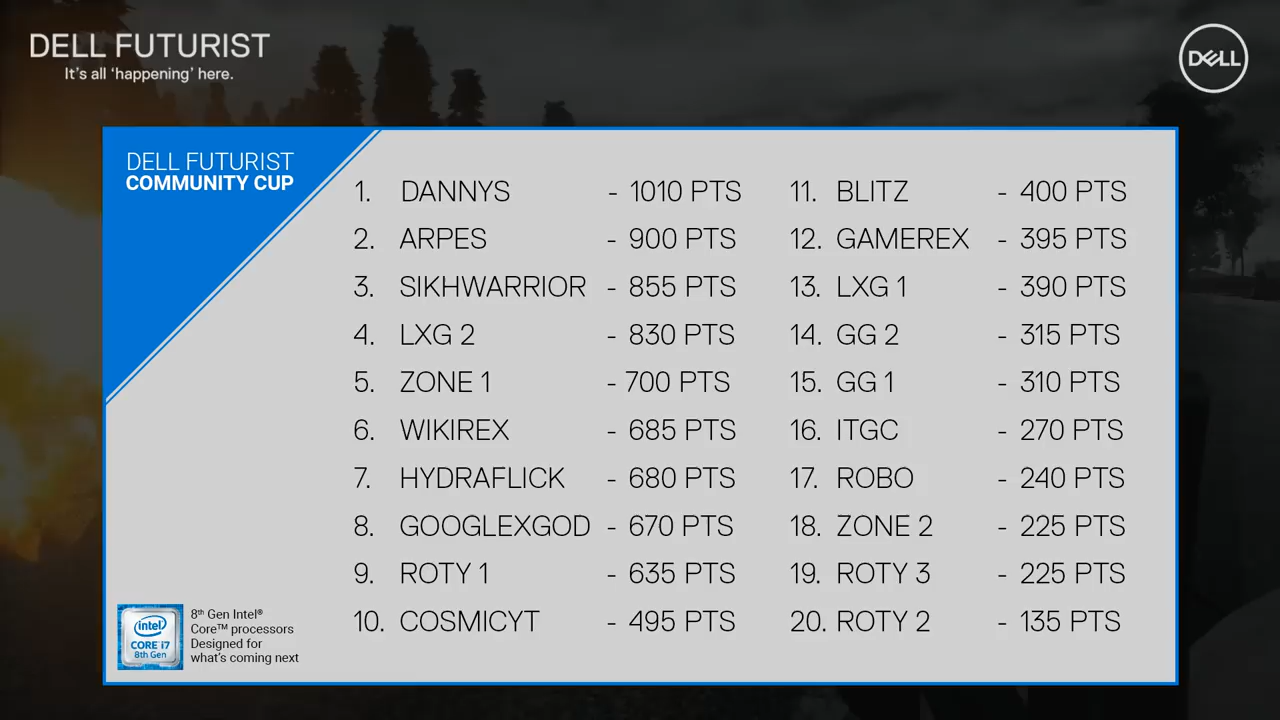 DELL FUTURIST
It's all 'happening' here.
DELL
DELL FUTURIST
COMMUNITY CUP
1. DANNYS - 1010 PTS
2. ARPES - 900 PTS
3. SIKHWARRIOR - 855 PTS
4. LXG 2 - 830 PTS
5. ZONE 1 - 700 PTS
6. WIKIREX - 685 PTS
7. HYDRAFLICK - 680 PTS
8. GOOGLEXGOD - 670 PTS
9. ROTY 1 - 635 PTS
10. COSMICYT - 495 PTS
11. BLITZ - 400 PTS
12. GAMEREX - 395 PTS
13. LXG 1 - 390 PTS
14. GG 2 - 315 PTS
15. GG 1 - 310 PTS
16. ITGC - 270 PTS
17. ROBO - 240 PTS
18. ZONE 2 - 225 PTS
19. ROTY 3 - 225 PTS
20. ROTY 2 - 135 PTS
intel
CORE i7
8th Gen
8th Gen Intel®
Core™ processors
Designed for
what's coming next